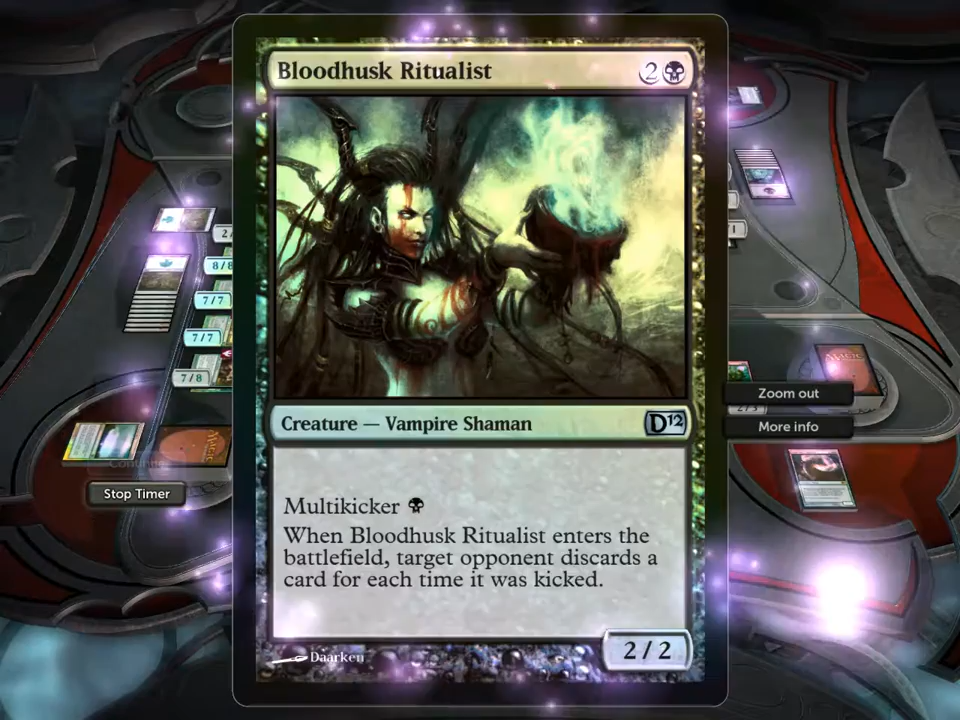 Bloodhusk Ritualist
2
Creature — Vampire Shaman
D12
Multikicker
When Bloodhusk Ritualist enters the
battlefield, target opponent discards a
card for each time it was kicked.
Daarken
2 / 2
8/8
7/7
7/7
7/8
Stop Timer
Zoom out
More info